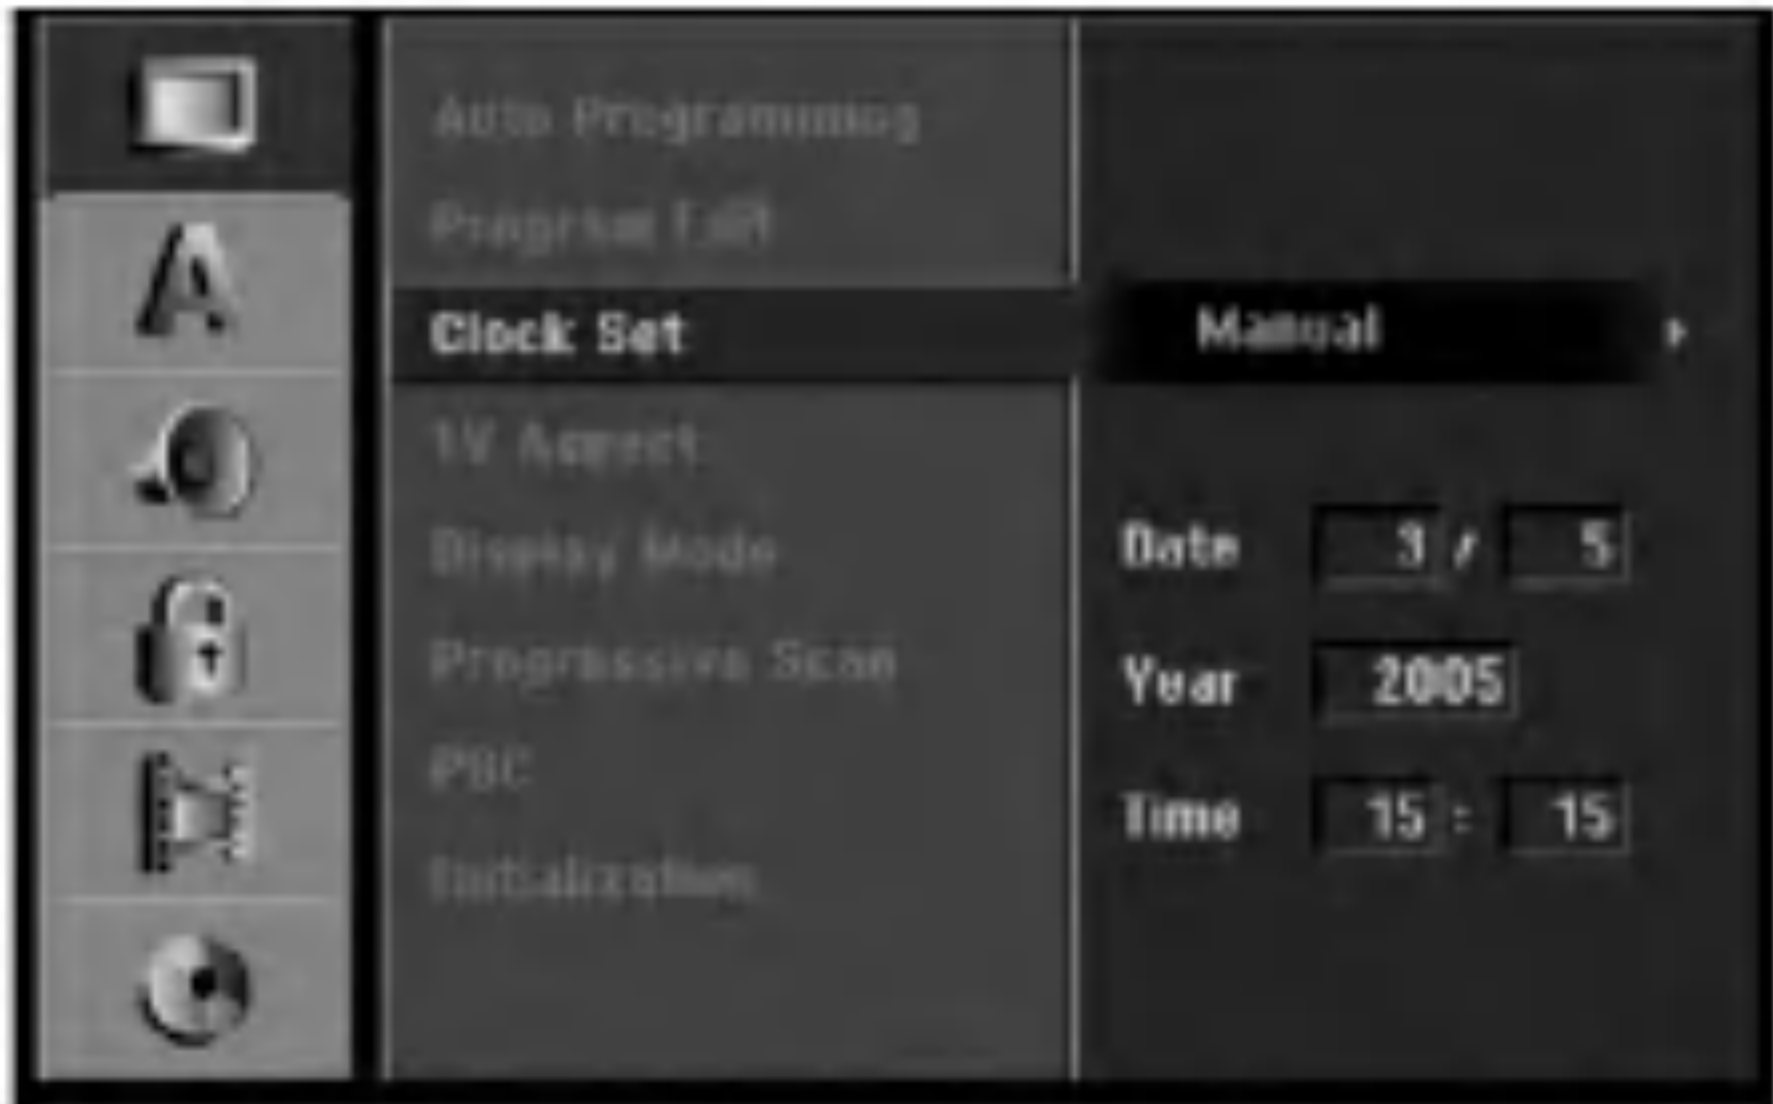 Auto Programming
Program Edit
Clock Set
Manual
TV Aspect
Display Mode
Date 3 / 5
Progressive Scan
Year 2005
PBC
Time 15 : 15
Initialization